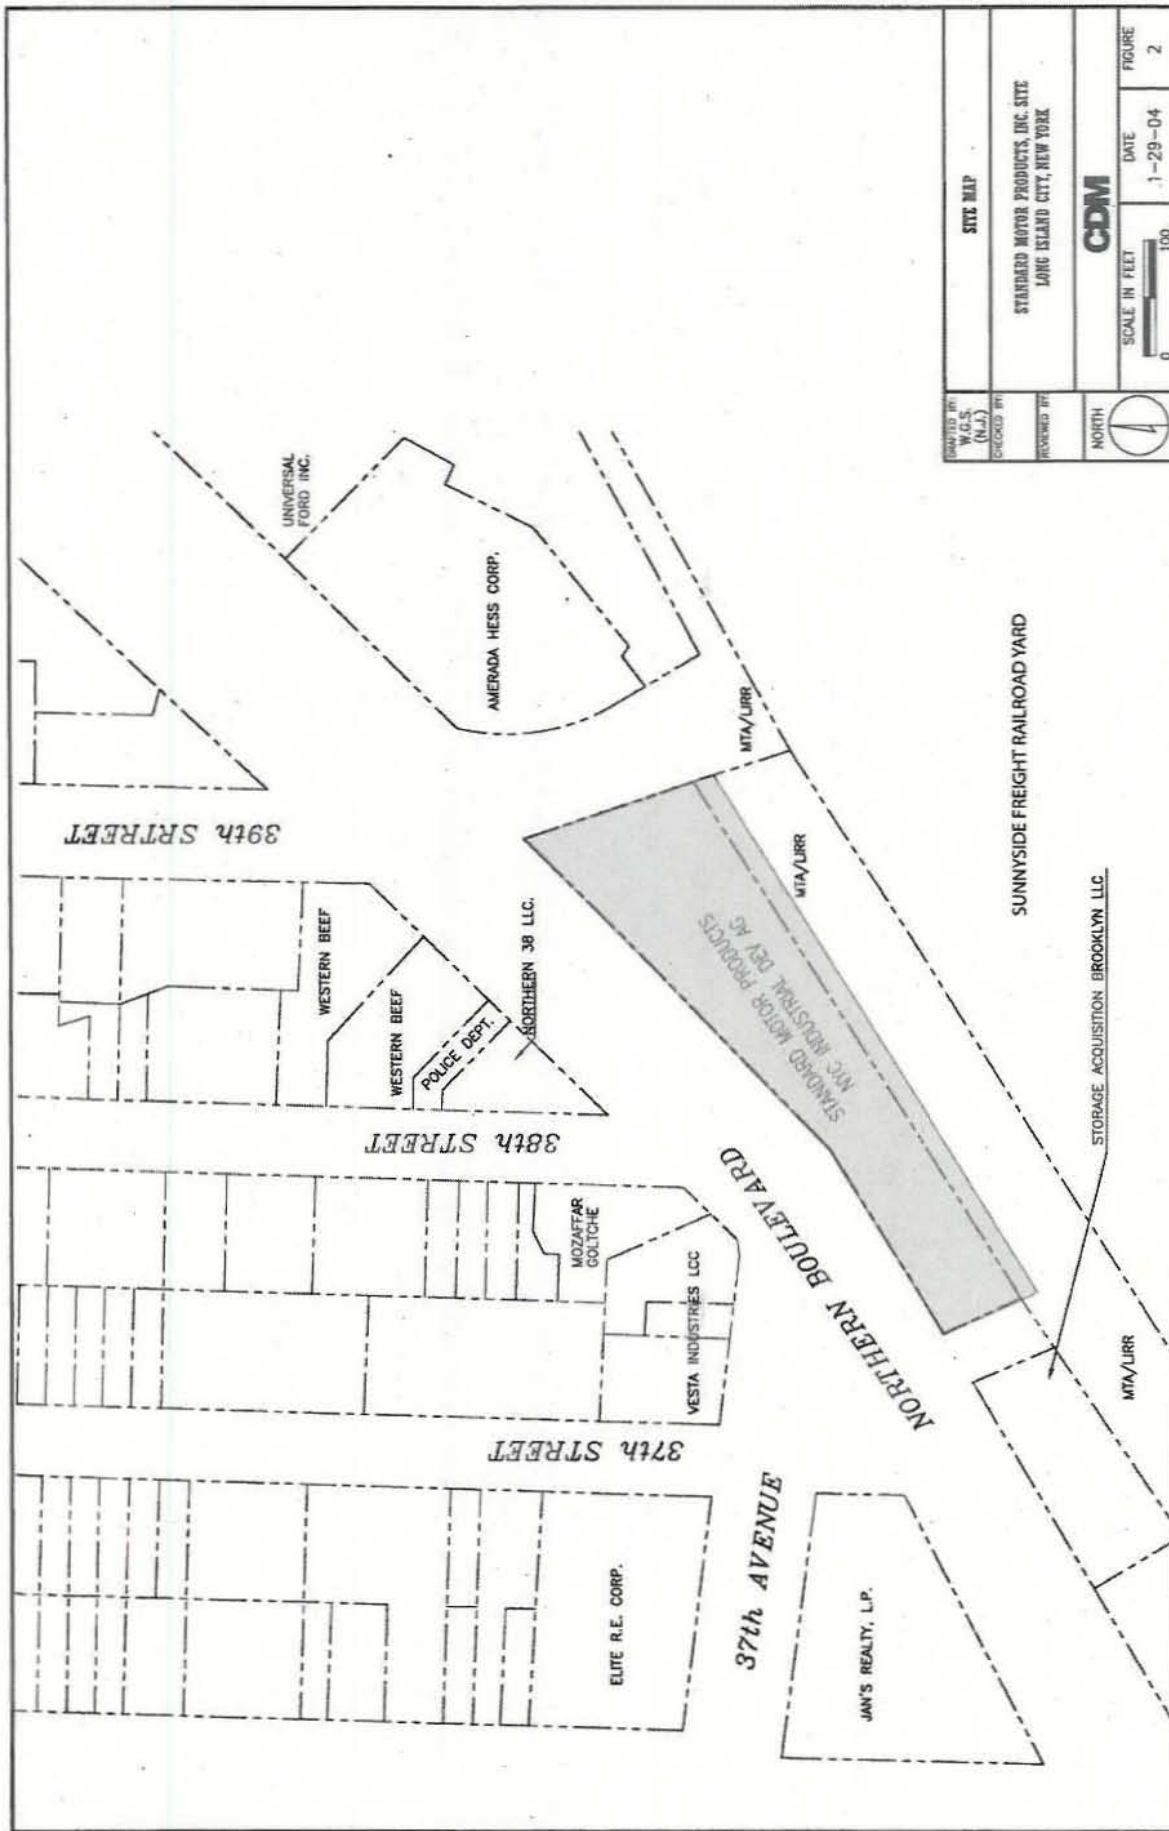 39th SRTREET
UNIVERSAL
FORD INC.
AMERADA HESS CORP.
WESTERN BEEF
WESTERN BEEF
POLICE DEPT.
NORTHERN 38 LLC.
38th STREET
MOZAFFAR
GOLTCHE
VESTA INDUSTRIES LCC
37th STREET
ELITE R.E. CORP.
37th AVENUE
JAN'S REALTY, L.P.
NORTHERN BOULEVARD
STANDARD MOTOR PRODUCTS
NYC INDUSTRIAL DEV AG
MTA/LIRR
MTA/LIRR
MTA/LIRR
SUNNYSIDE FREIGHT RAILROAD YARD
STORAGE ACQUISITION BROOKLYN LLC
DRAFTED BY:
W.G.S.
(N.J.)
CHECKED BY:
REVIEWED BY:
NORTH
SITE MAP
STANDARD MOTOR PRODUCTS, INC. SITE
LONG ISLAND CITY, NEW YORK
CDM
SCALE IN FEET
0 100
DATE
1-29-04
FIGURE
2